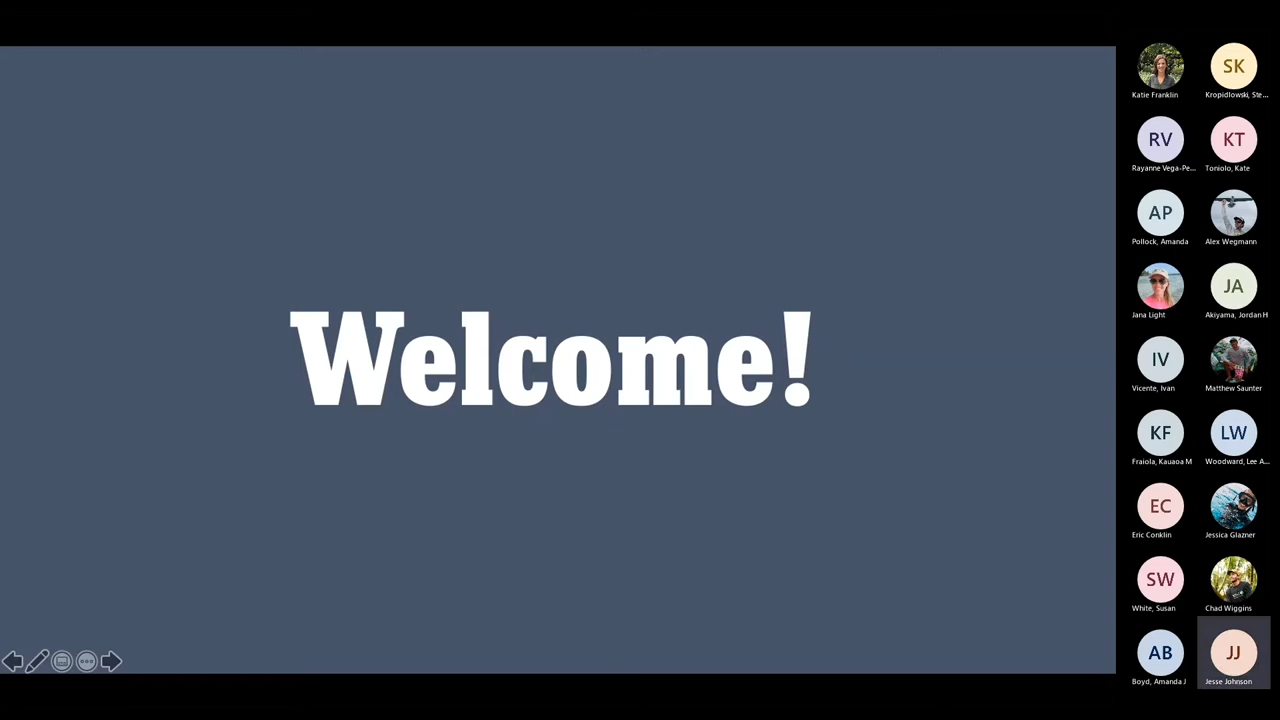 Welcome!
Katie Franklin
SK
Kropidlowski, Ste...
RV
Rayanne Vega-Pe...
KT
Toniolo, Kate
AP
Pollock, Amanda
Alex Wegmann
Jana Light
JA
Akiyama, Jordan H
IV
Vicente, Ivan
Matthew Saunter
KF
Fraiola, Kauaoa M
LW
Woodward, Lee A...
EC
Eric Conklin
Jessica Glazner
SW
White, Susan
Chad Wiggins
AB
Boyd, Amanda J
JJ
Jesse Johnson